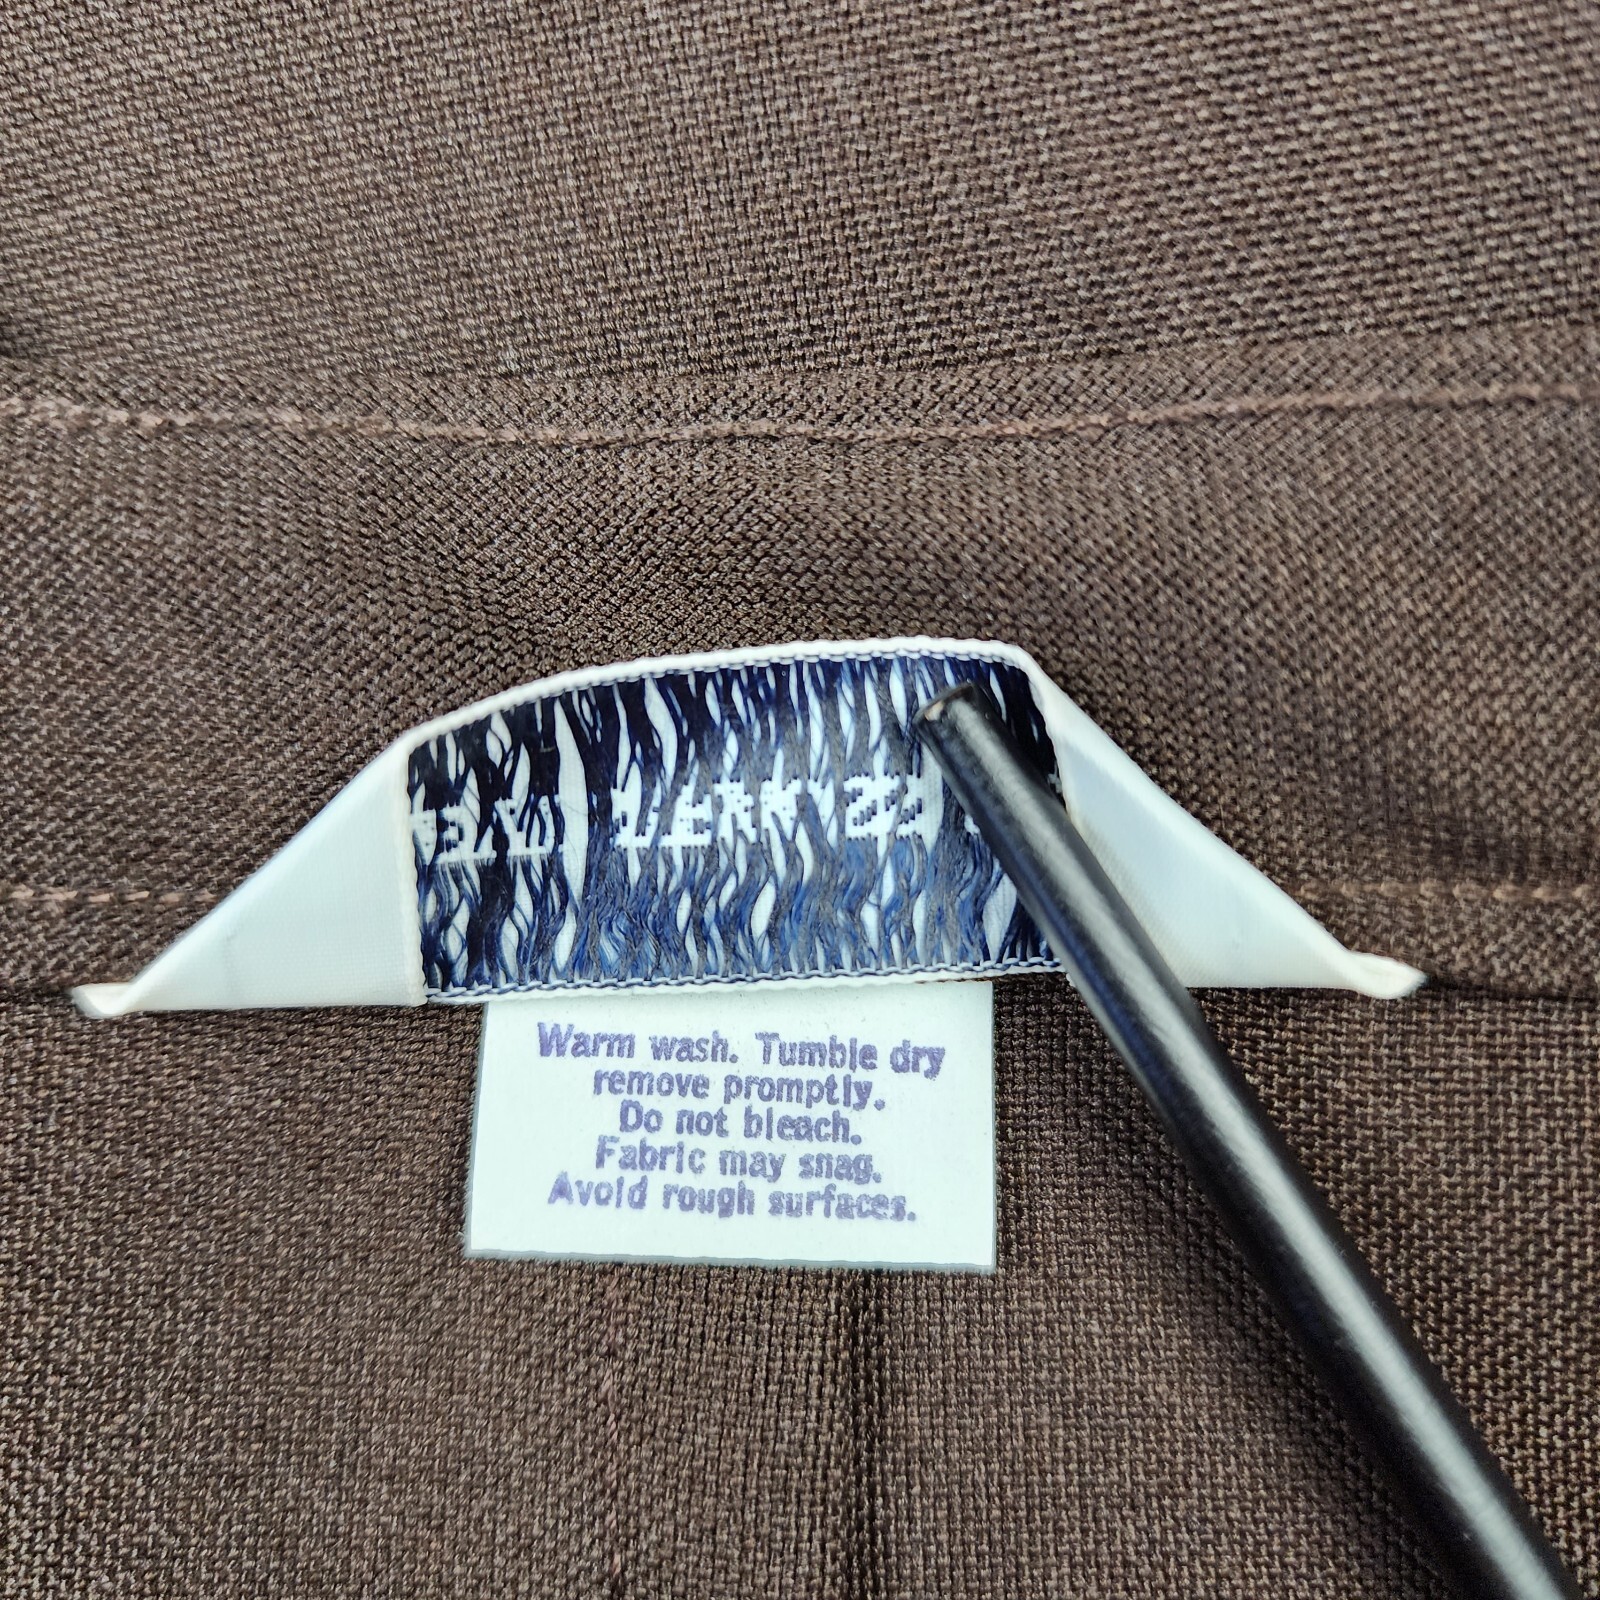 Warm wash. Tumble dry
remove promptly.
Do not bleach.
Fabric may snag.
Avoid rough surfaces.